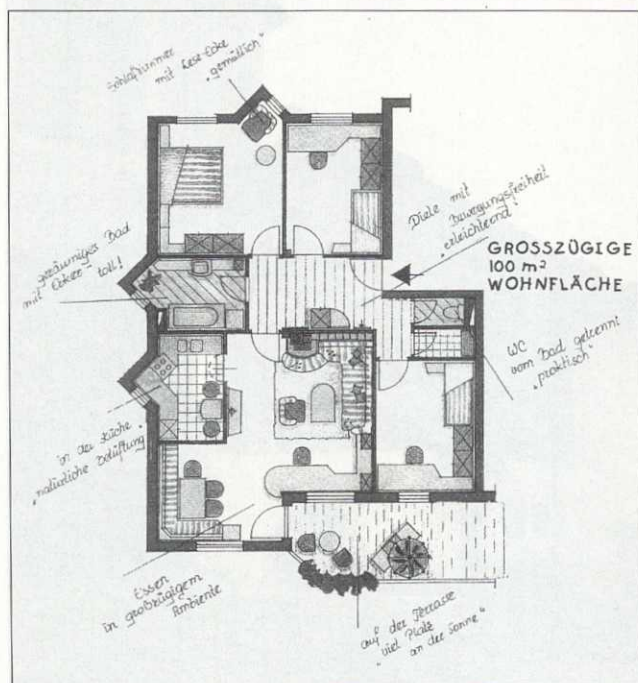 Schlafzimmer
mit Lese-Ecke
"gemütlich"
Diele mit
Bewegungsfreiheit
"erleichternd"
GROSSZÜGIGE
100 m²
WOHNFLÄCHE
geräumiges Bad
mit Erker - toll!
WC
vom Bad getrennt
"praktisch"
in der Küche
"natürliche Belüftung
Essen
in großzügigem
Ambiente
auf der Terrasse
"viel Platz
an der Sonne"